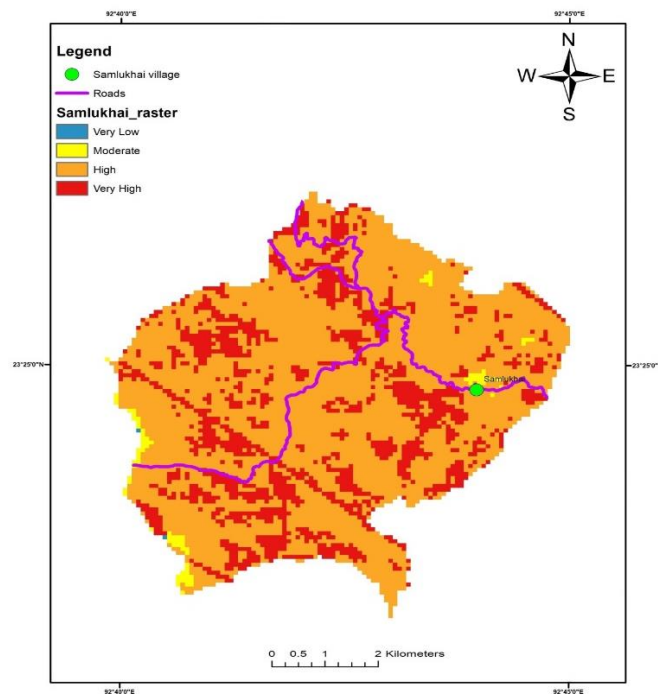 92°40'0"E 92°45'0"E
Legend
Samlukhai village
Roads
Samlukhai_raster
Very Low
Moderate
High
Very High
N
W E
S
23°25'0"N 23°25'0"N
Samlukhai
0 0.5 1 2 Kilometers
92°40'0"E 92°45'0"E